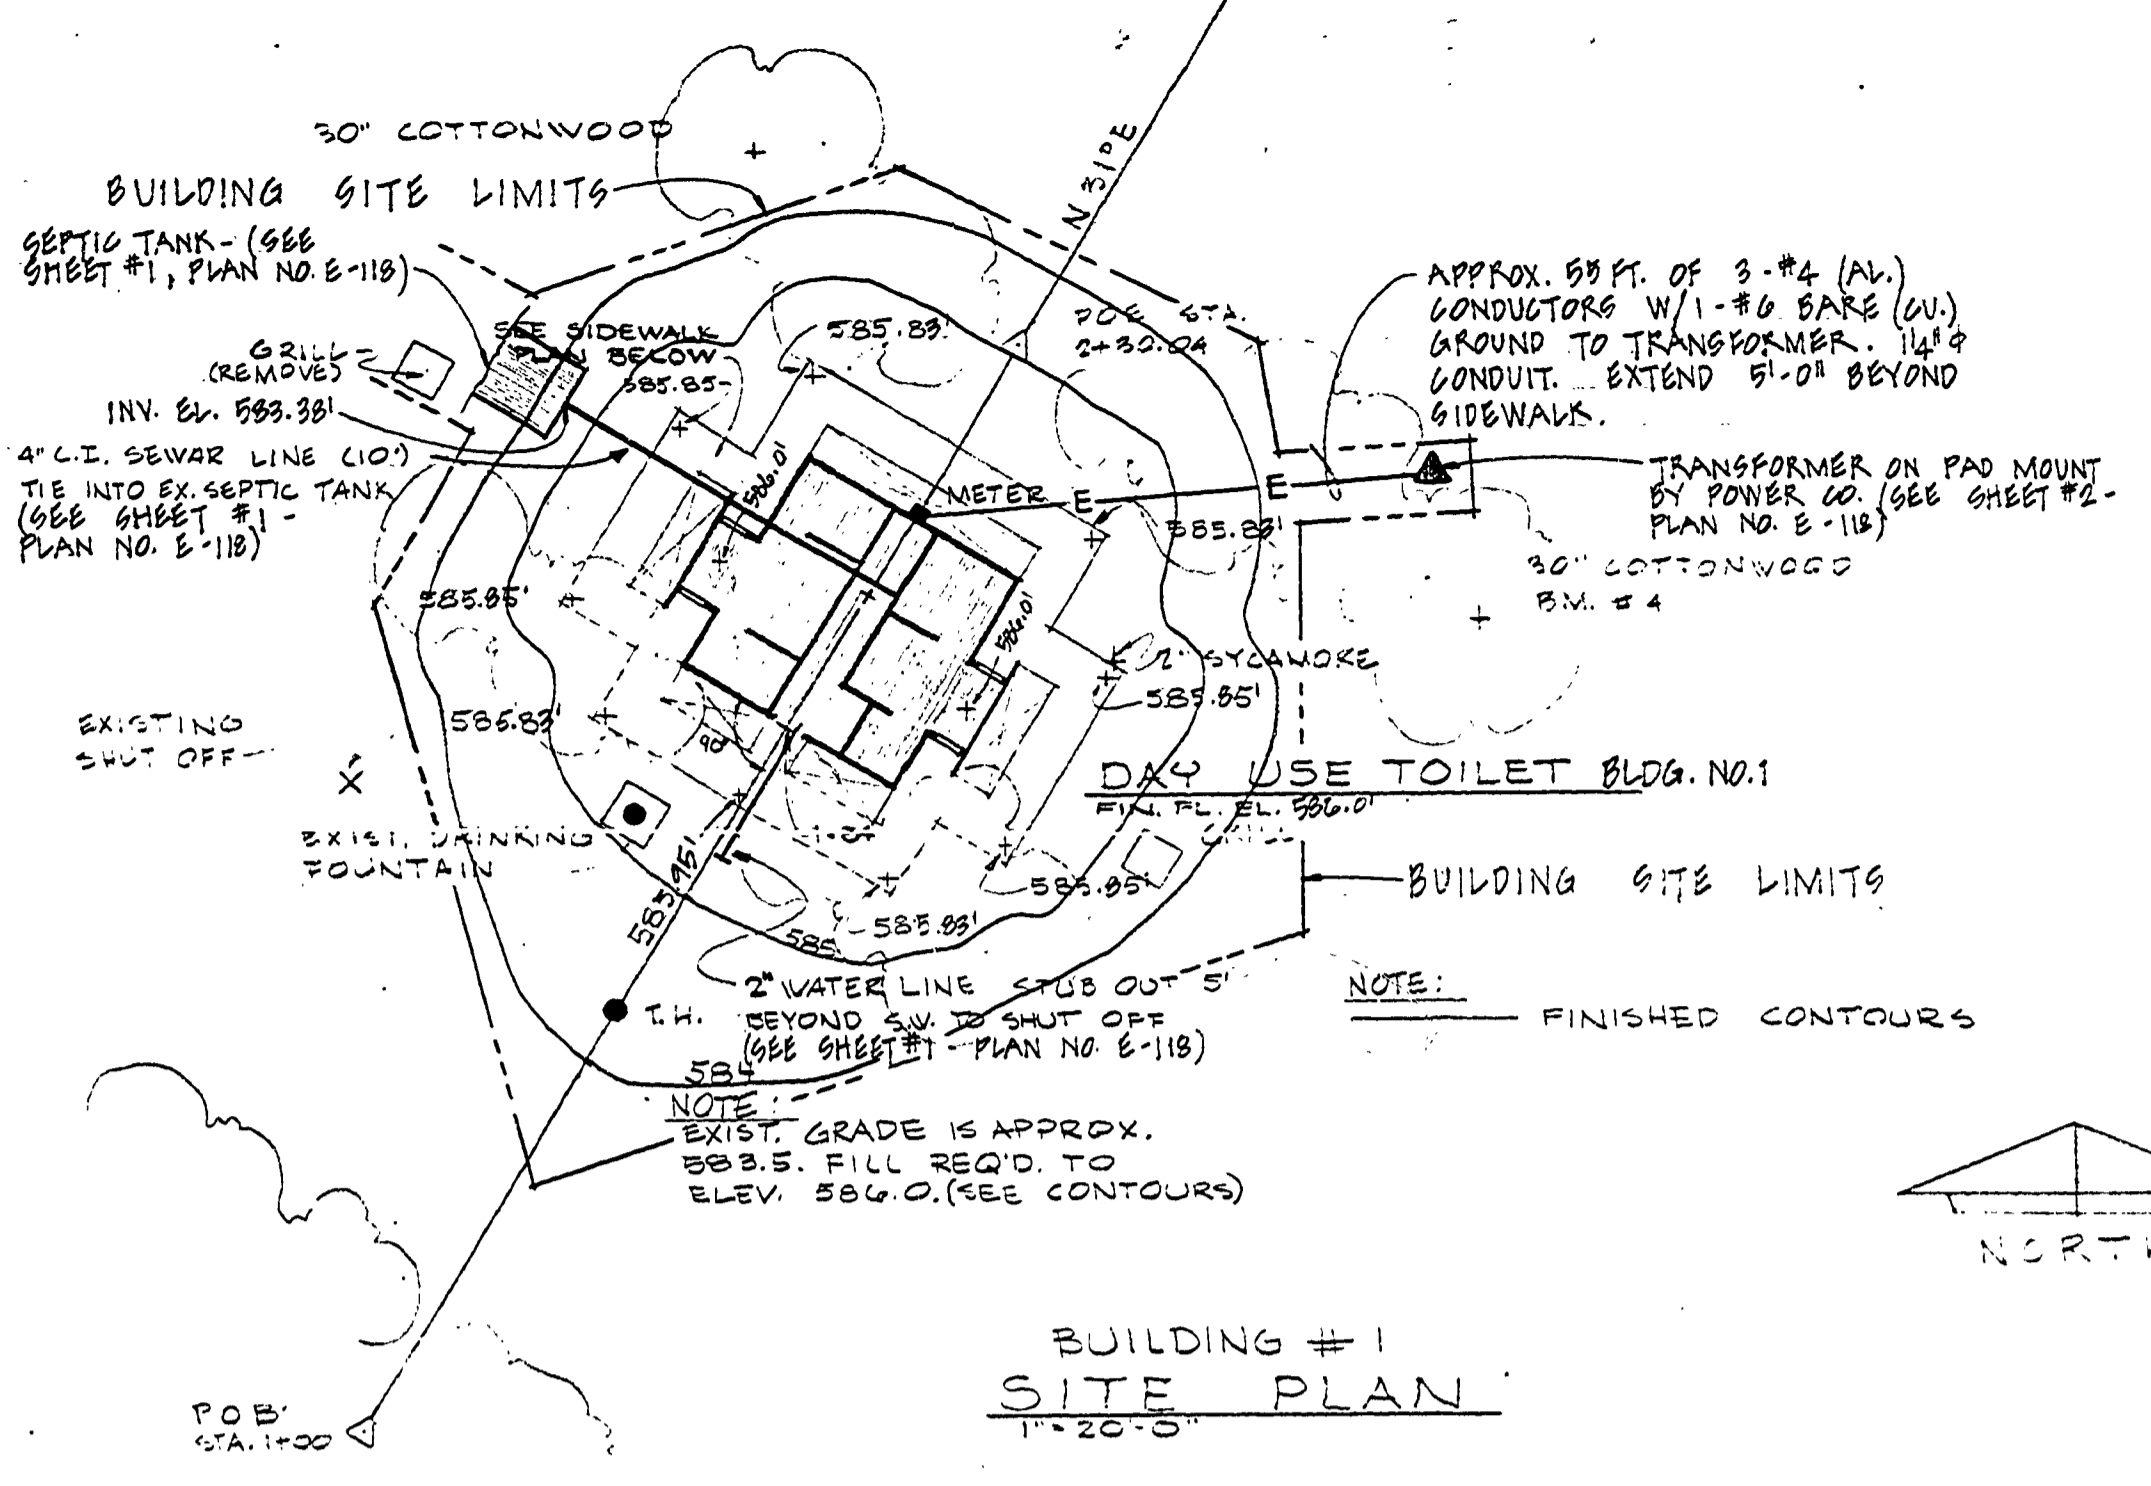 30" COTTONWOOD
BUILDING SITE LIMITS
SEPTIC TANK - (SEE
SHEET #1, PLAN NO. E-118)
GRILL
(REMOVE)
INV. EL. 583.38'
4" C.I. SEWAR LINE (10')
TIE INTO EX. SEPTIC TANK
(SEE SHEET #1 -
PLAN NO. E-118)
SEE SIDEWALK
PLAN BELOW
585.85
585.83'
N 31° E
POE STA.
2+30.04
APPROX. 55 FT. OF 3-#4 (AL.)
CONDUCTORS W/1-#6 BARE (CU.)
GROUND TO TRANSFORMER. 1¼" φ
CONDUIT. EXTEND 5'-0" BEYOND
SIDEWALK.
TRANSFORMER ON PAD MOUNT
BY POWER CO. (SEE SHEET #2-
PLAN NO. E-118)
METER
E
E
585.83'
30" COTTONWOOD
B.M. # 4
586.0'
586.0'
585.85'
585.83'
SYCAMORE
585.85'
90°
EXISTING
SHUT OFF
EXIST. DRINKING
FOUNTAIN
DAY USE TOILET BLDG. NO.1
FIN. FL. EL. 586.0'
GRILL
585.95'
585.85'
585.83'
585
BUILDING SITE LIMITS
T.H.
2" WATER LINE STUB OUT 5'
BEYOND S.W. TO SHUT OFF
(SEE SHEET #1 - PLAN NO. E-118)
584
NOTE:
EXIST. GRADE IS APPROX.
583.5. FILL REQ'D. TO
ELEV. 586.0. (SEE CONTOURS)
NOTE:
FINISHED CONTOURS
NORTH
POB
STA. 1+00
BUILDING # 1
SITE PLAN
1"=20'-0"